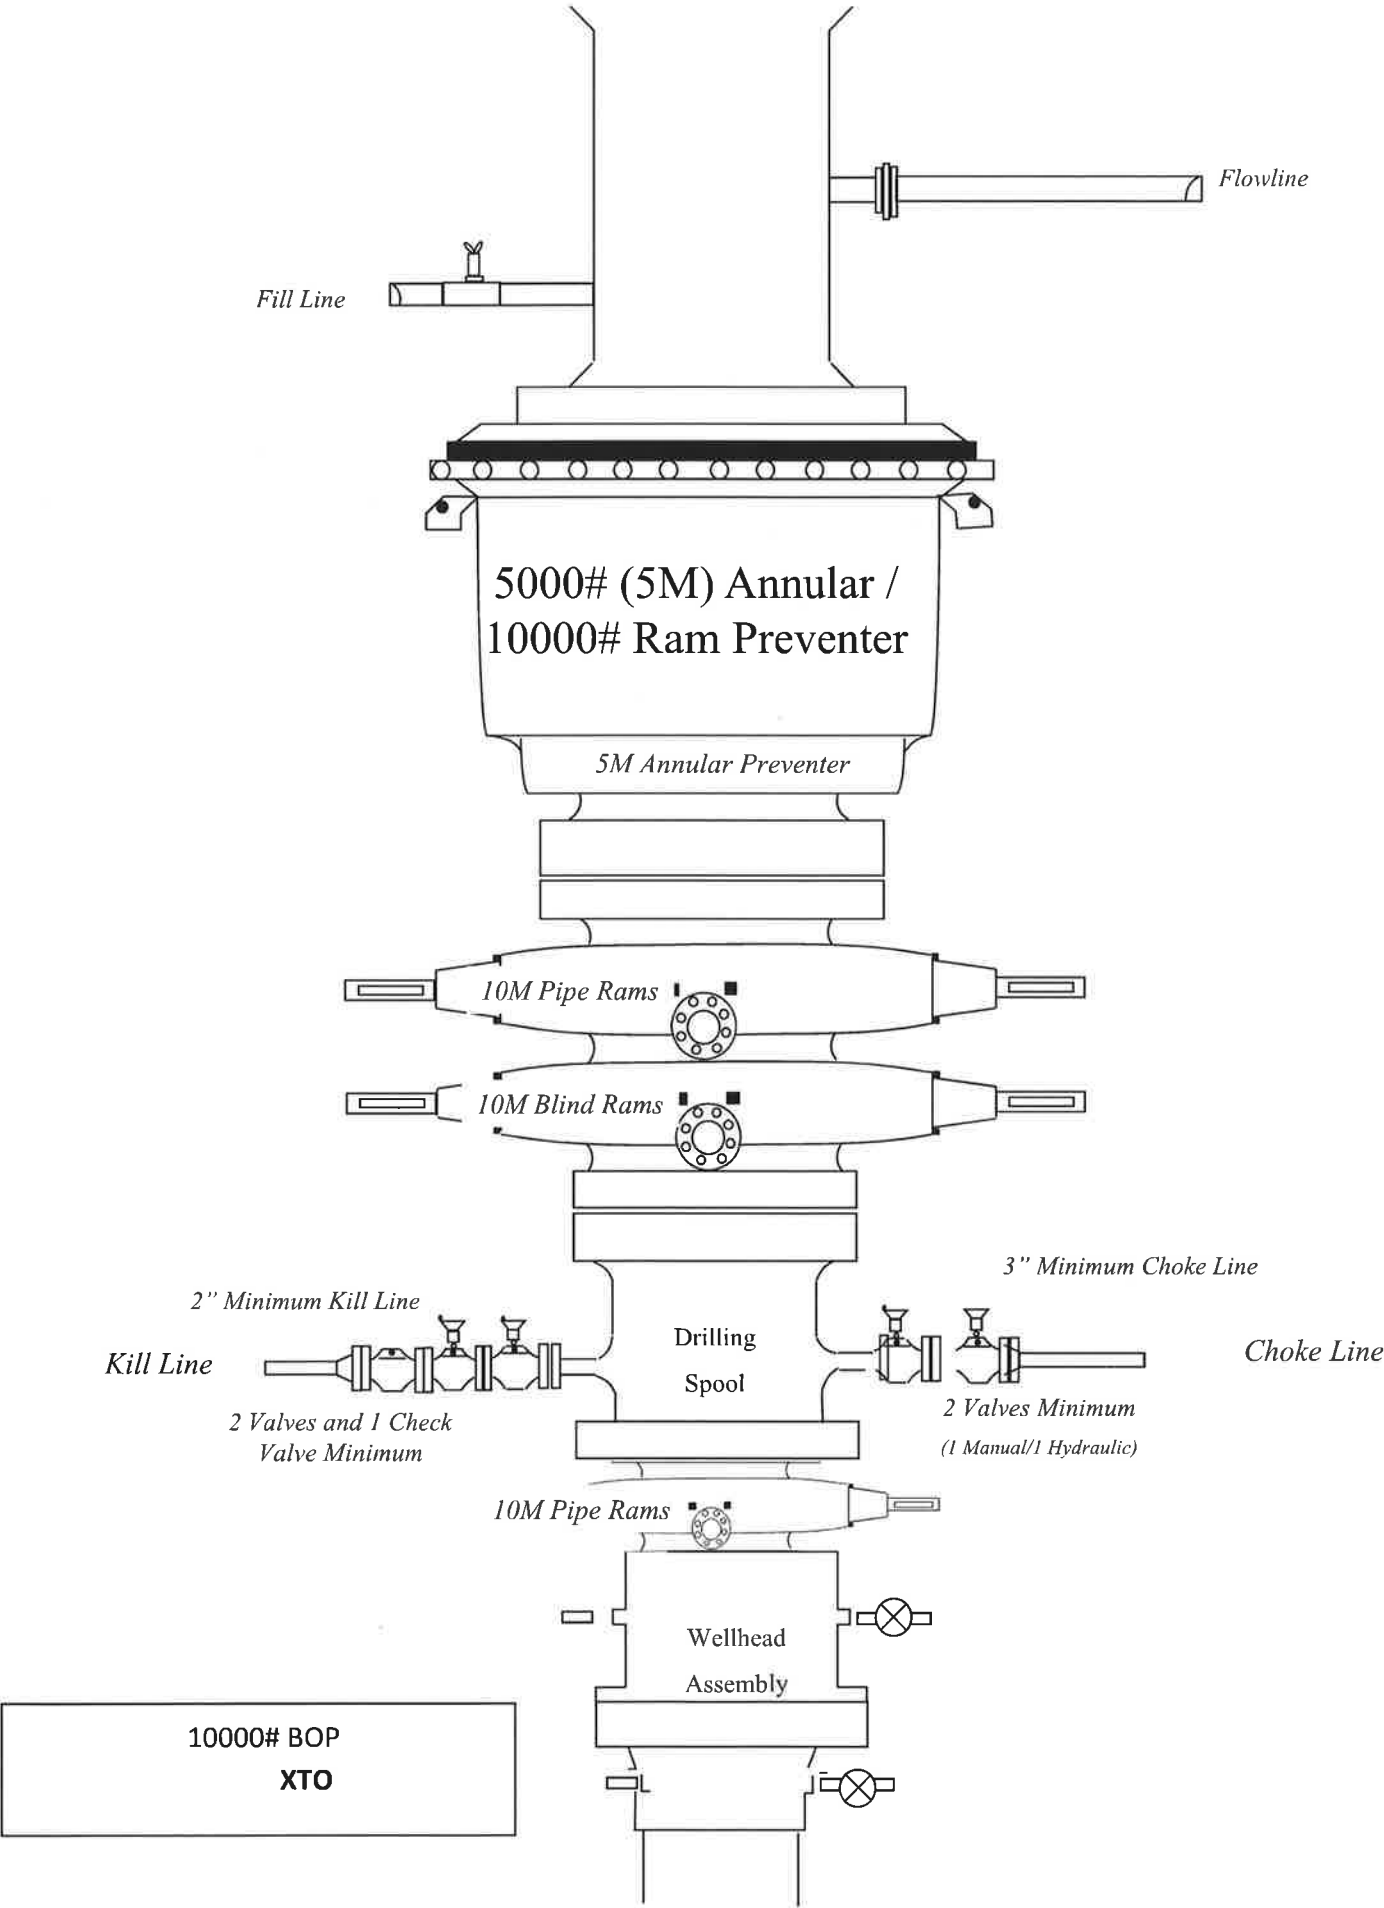 Flowline
Fill Line
5000# (5M) Annular /
10000# Ram Preventer
5M Annular Preventer
10M Pipe Rams
10M Blind Rams
3” Minimum Choke Line
2” Minimum Kill Line
Drilling
Spool
Kill Line
Choke Line
2 Valves and 1 Check
Valve Minimum
2 Valves Minimum
(1 Manual/1 Hydraulic)
10M Pipe Rams
Wellhead
Assembly
10000# BOP
XTO